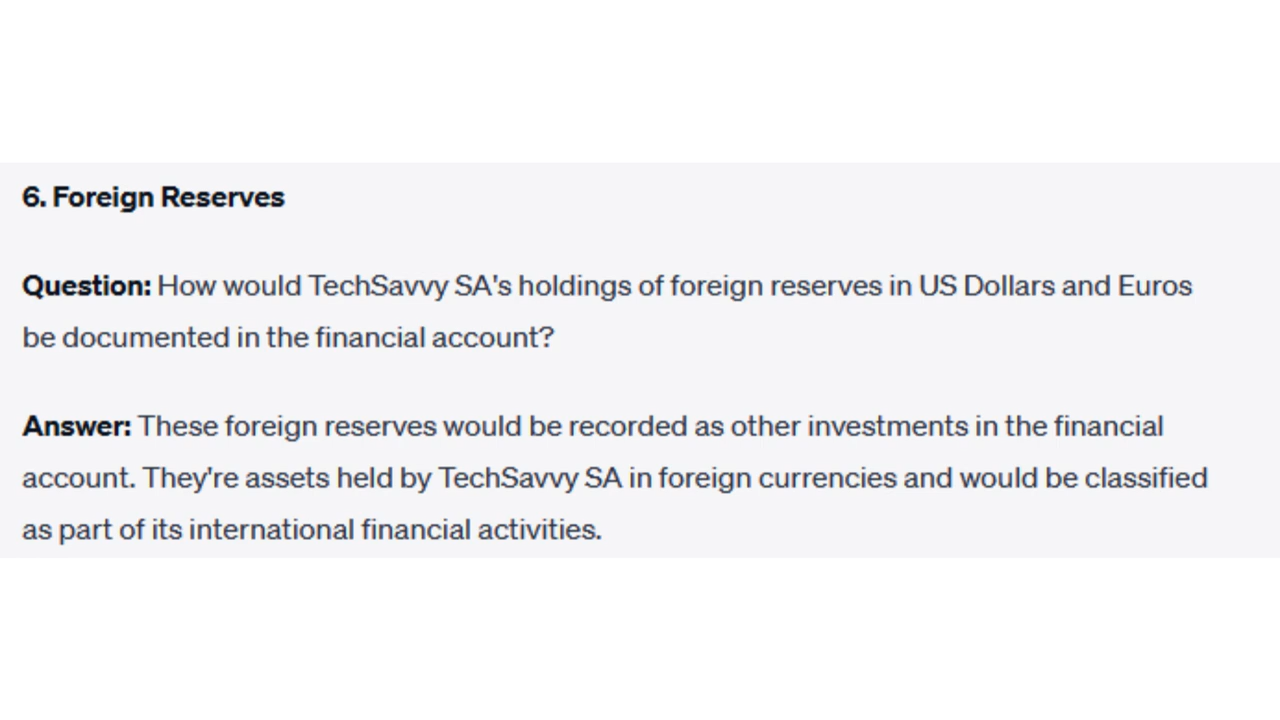 6. Foreign Reserves
Question: How would TechSavvy SA's holdings of foreign reserves in US Dollars and Euros
be documented in the financial account?
Answer: These foreign reserves would be recorded as other investments in the financial
account. They're assets held by TechSavvy SA in foreign currencies and would be classified
as part of its international financial activities.